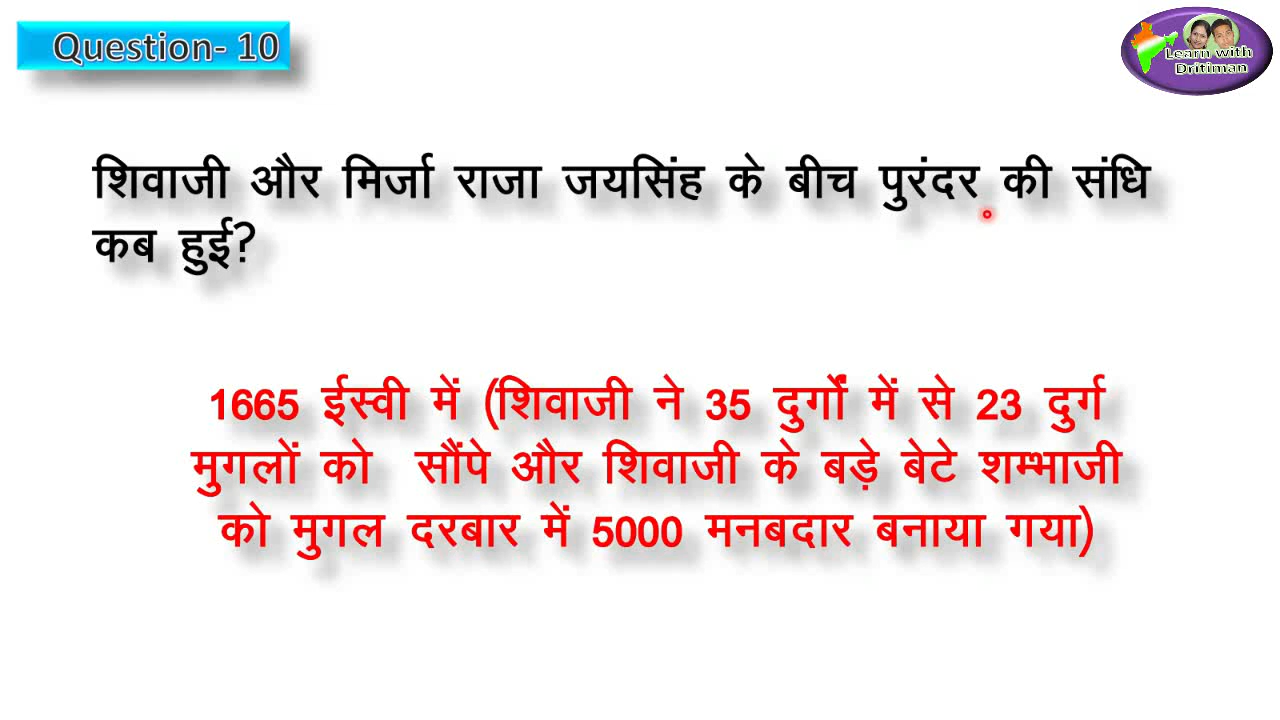 Question- 10
Learn with
Dritiman
शिवाजी और मिर्जा राजा जयसिंह के बीच पुरंदर की संधि
कब हुई?
1665 ईस्वी में (शिवाजी ने 35 दुर्गों में से 23 दुर्ग
मुगलों को सौंपे और शिवाजी के बड़े बेटे शम्भाजी
को मुगल दरबार में 5000 मनबदार बनाया गया)